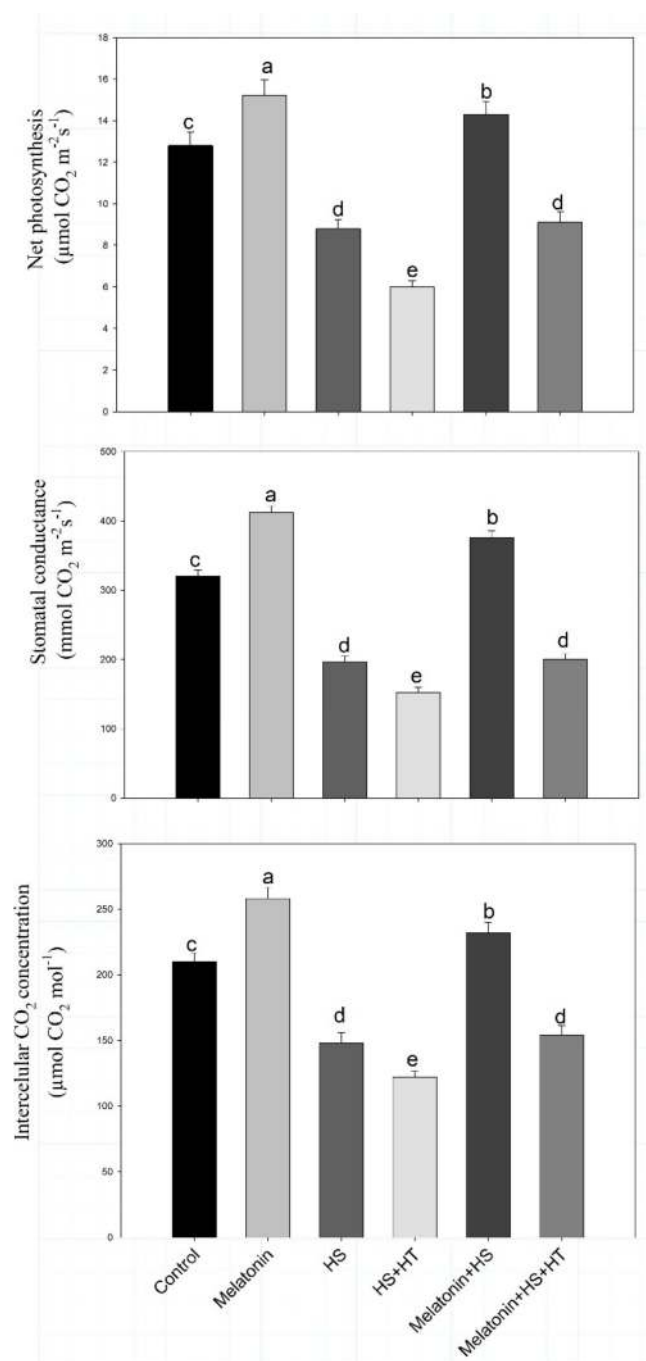 Net photosynthesis
(µmol CO₂ m⁻²s⁻¹)
18
16
14
12
10
8
6
4
2
0
c
a
d
e
b
d
Stomatal conductance
(mmol CO₂ m⁻²s⁻¹)
500
400
300
200
100
0
c
a
d
e
b
d
Intercelular CO₂ concentration
(µmol CO₂ mol⁻¹)
300
250
200
150
100
50
0
c
a
d
e
b
d
Control
Melatonin
HS
HS+HT
Melatonin+HS
Melatonin+HS+HT